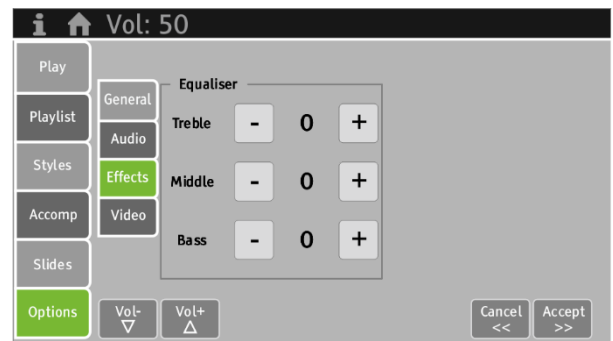 i Vol: 50
Play
Playlist
Styles
Accomp
Slides
Options
General
Audio
Effects
Video
Equaliser
Treble - 0 +
Middle - 0 +
Bass - 0 +
Vol-
Vol+
Cancel
<<
Accept
>>